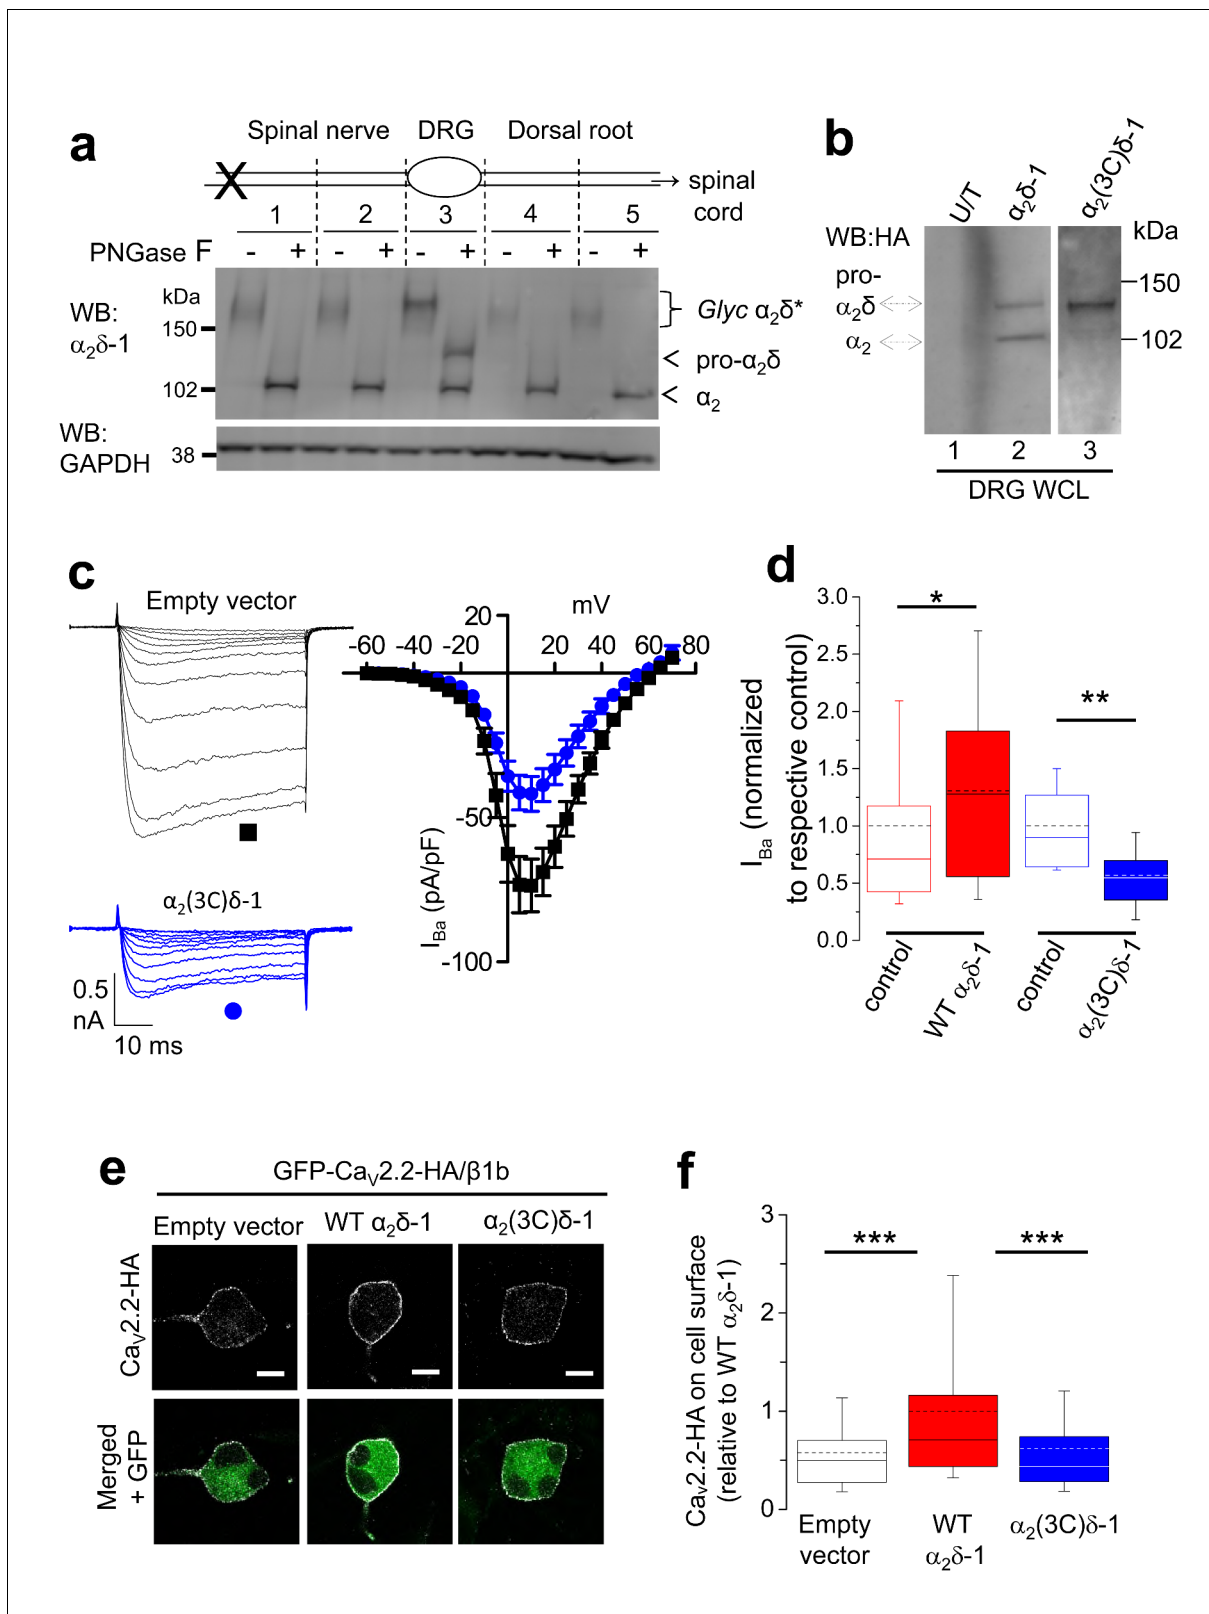 a
Spinal nerve DRG Dorsal root
X
→ spinal
cord
1 2 3 4 5
PNGase F - + - + - + - + - +
WB:
α2δ-1
kDa
150
102
Glyc α2δ*
< pro-α2δ
< α2
WB:
GAPDH
38
b
U/T
α2δ-1
α2(3C)δ-1
WB:HA
kDa
pro-
α2δ
α2
150
102
1 2 3
DRG WCL
c
Empty vector
α2(3C)δ-1
0.5
nA
10 ms
mV
20
-60 -40 -20 20 40 60 80
-50
-100
IBa (pA/pF)
d
IBa (normalized
to respective control)
3.0
2.5
2.0
1.5
1.0
0.5
0.0
*
**
control
WT α2δ-1
control
α2(3C)δ-1
e
GFP-CaV2.2-HA/β1b
Empty vector WT α2δ-1 α2(3C)δ-1
CaV2.2-HA
Merged
+ GFP
f
CaV2.2-HA on cell surface
(relative to WT α2δ-1)
3
2
1
0
***
***
Empty
vector
WT
α2δ-1
α2(3C)δ-1